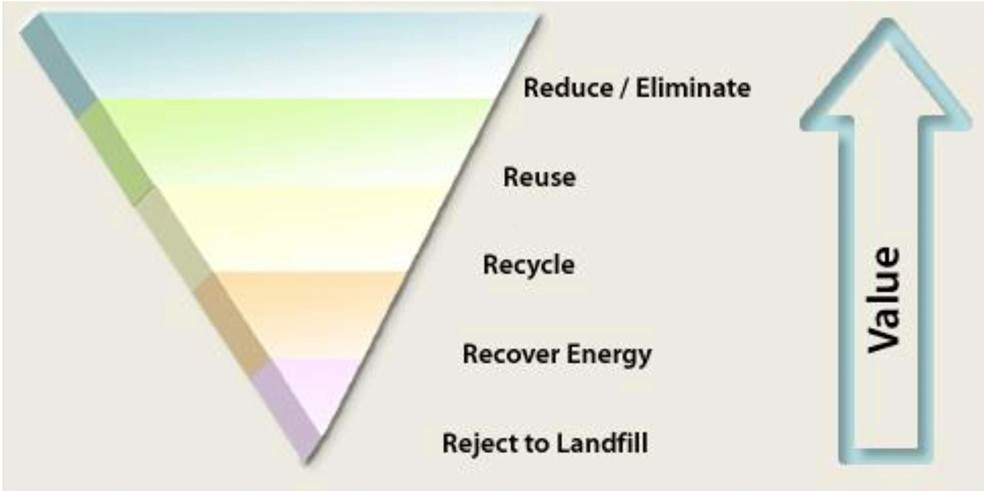 Reduce / Eliminate
Reuse
Recycle
Recover Energy
Reject to Landfill
Value